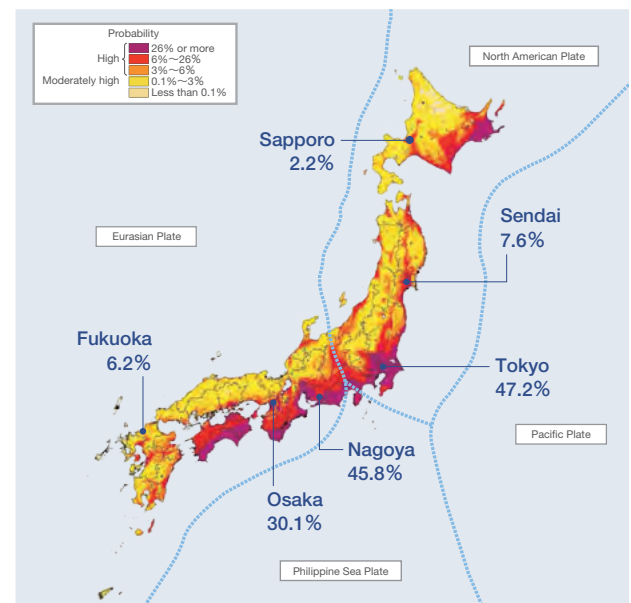 Probability
26% or more
High
6%～26%
3%～6%
Moderately high
0.1%～3%
Less than 0.1%
North American Plate
Sapporo
2.2%
Sendai
7.6%
Eurasian Plate
Fukuoka
6.2%
Tokyo
47.2%
Pacific Plate
Nagoya
45.8%
Osaka
30.1%
Philippine Sea Plate